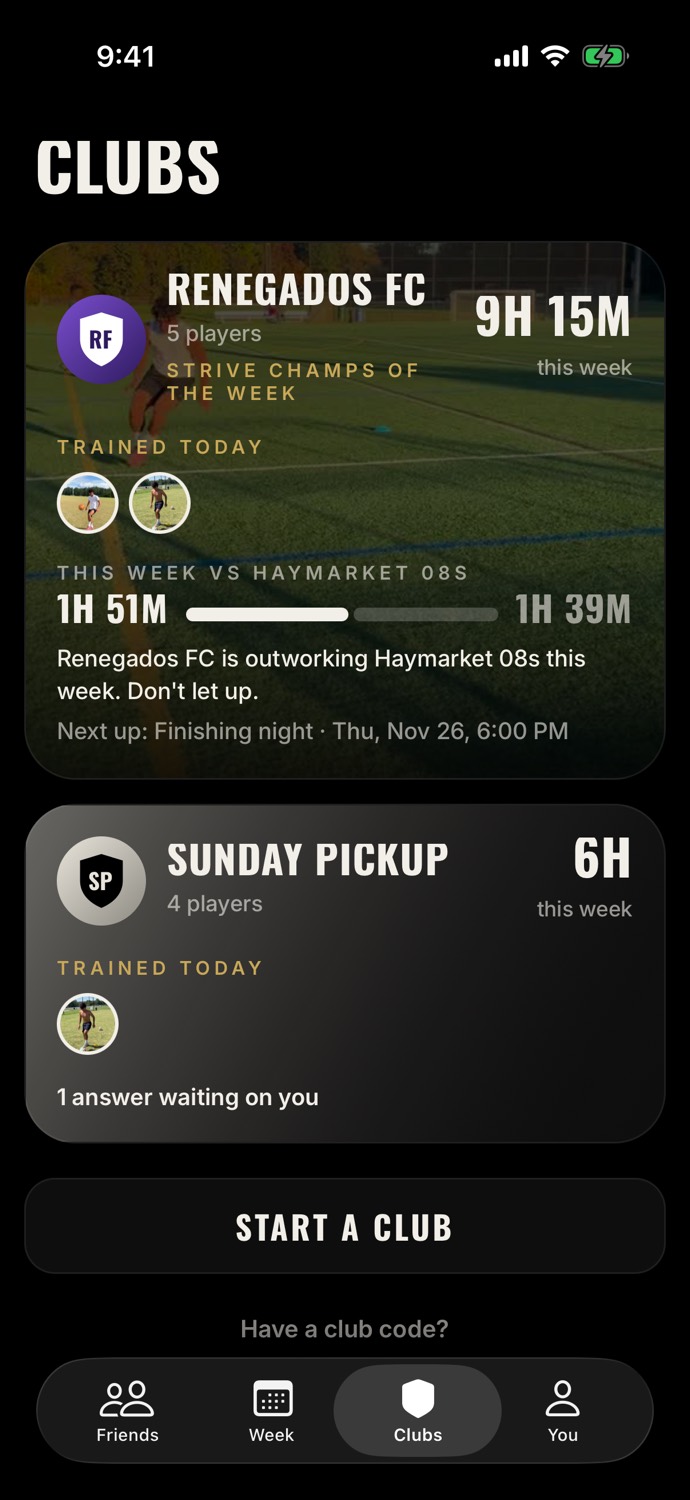 9:41
CLUBS
RF
RENEGADOS FC
5 players
STRIVE CHAMPS OF
THE WEEK
9H 15M
this week
TRAINED TODAY
THIS WEEK VS HAYMARKET 08S
1H 51M
1H 39M
Renegados FC is outworking Haymarket 08s this
week. Don't let up.
Next up: Finishing night · Thu, Nov 26, 6:00 PM
SP
SUNDAY PICKUP
4 players
6H
this week
TRAINED TODAY
1 answer waiting on you
START A CLUB
Have a club code?
Friends
Week
Clubs
You